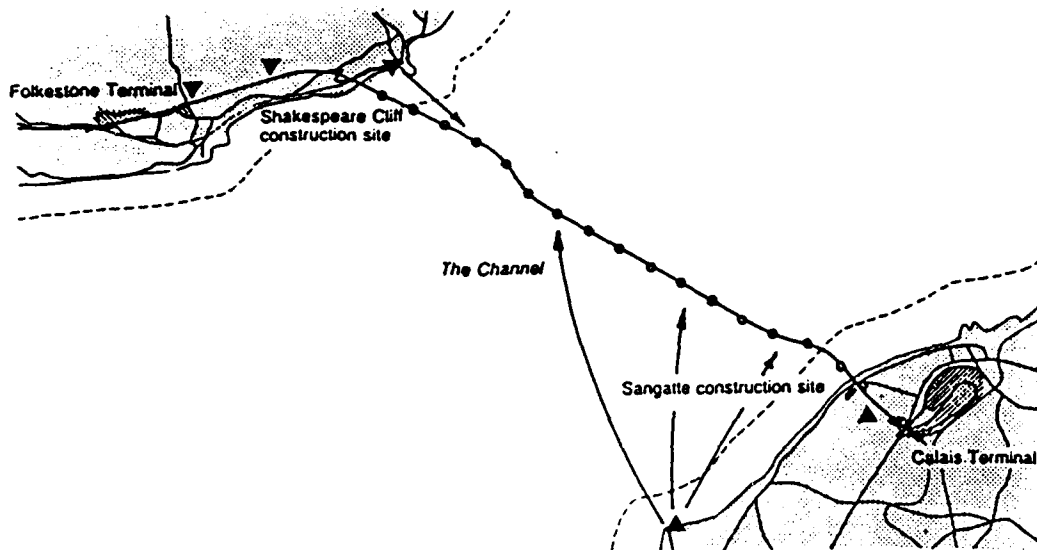 Folkestone Terminal
Shakespeare Cliff
construction site
The Channel
Sangatte construction site
Calais Terminal